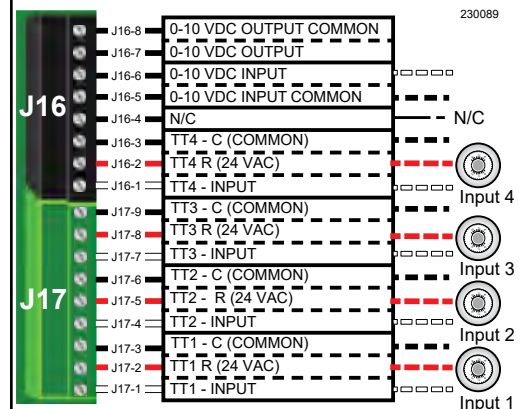 230089
J16-8 0-10 VDC OUTPUT COMMON
J16-7 0-10 VDC OUTPUT
J16-6 0-10 VDC INPUT
J16-5 0-10 VDC INPUT COMMON
J16
J16-4 N/C N/C
J16-3 TT4 - C (COMMON)
J16-2 TT4 R (24 VAC)
J16-1 TT4 - INPUT
Input 4
J17-9 TT3 - C (COMMON)
J17-8 TT3 R (24 VAC)
J17-7 TT3 - INPUT
Input 3
J17-6 TT2 - C (COMMON)
J17
J17-5 TT2 - R (24 VAC)
J17-4 TT2 - INPUT
Input 2
J17-3 TT1 - C (COMMON)
J17-2 TT1 R (24 VAC)
J17-1 TT1 - INPUT
Input 1